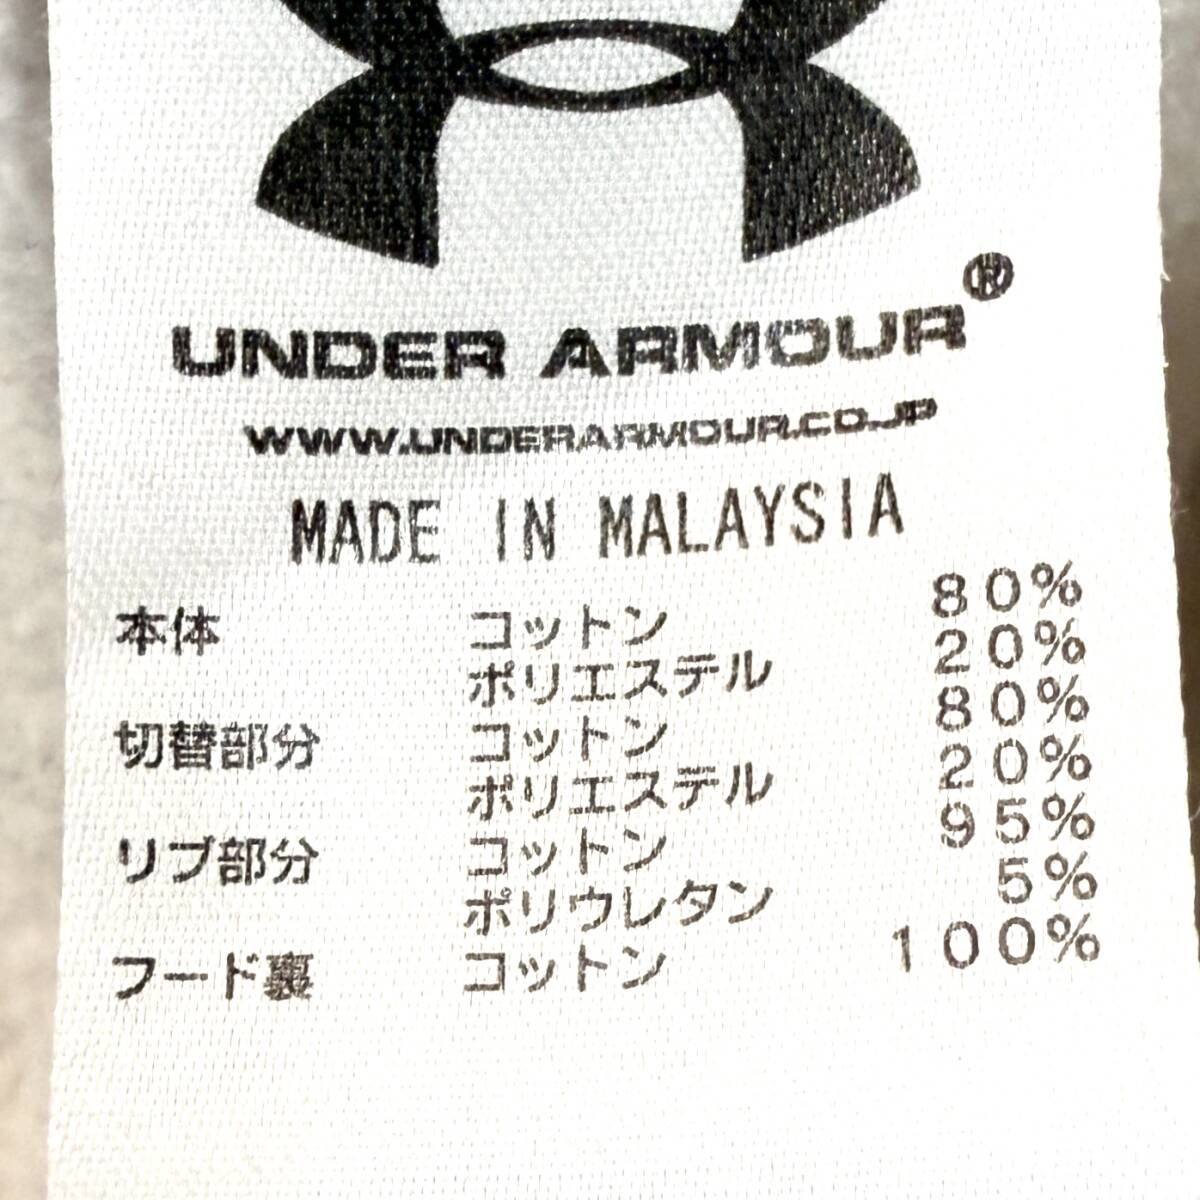 UNDER ARMOUR®
WWW.UNDERARMOUR.CO.JP
MADE IN MALAYSIA
本体 コットン 80%
ポリエステル 20%
切替部分 コットン 80%
ポリエステル 20%
リブ部分 コットン 95%
ポリウレタン 5%
フード裏 コットン 100%